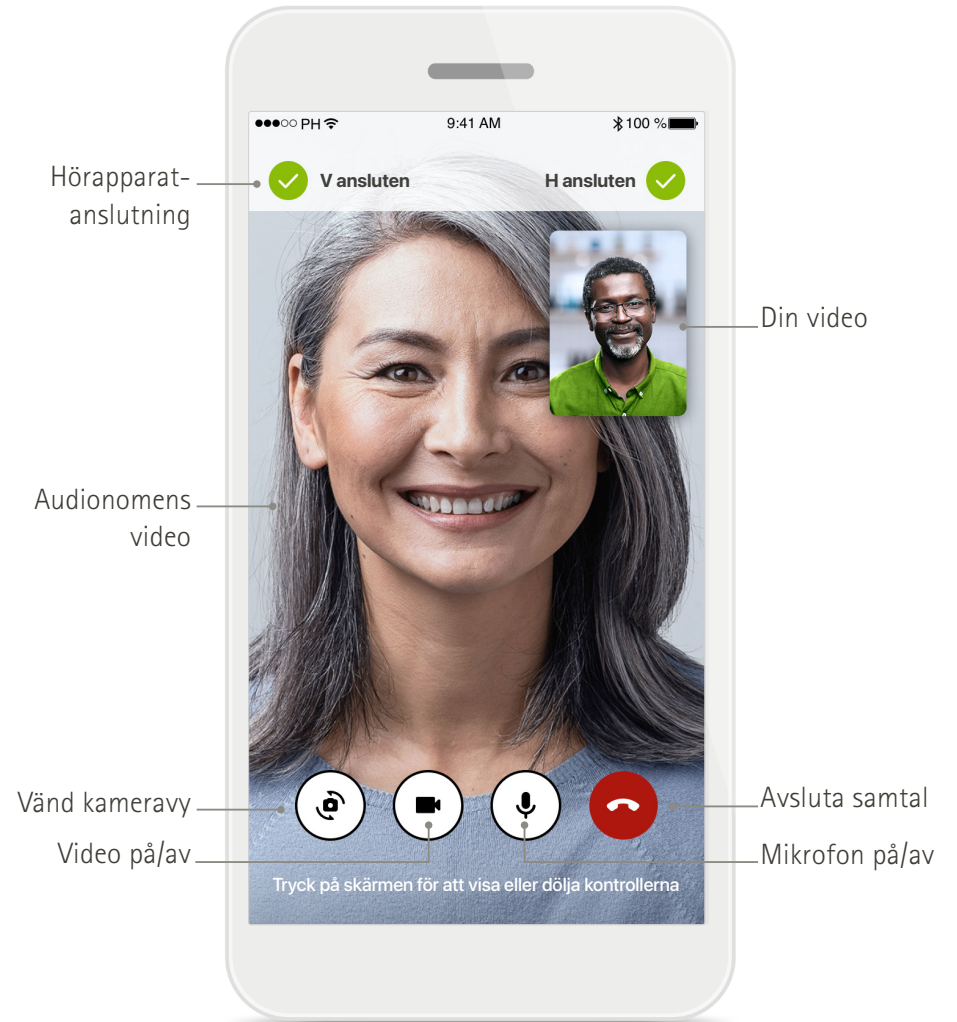 PH 9:41 AM 100 %
Hörapparat-
anslutning
V ansluten H ansluten
Din video
Audionomens
video
Vänd kameravy
Avsluta samtal
Video på/av
Mikrofon på/av
Tryck på skärmen för att visa eller dölja kontrollerna